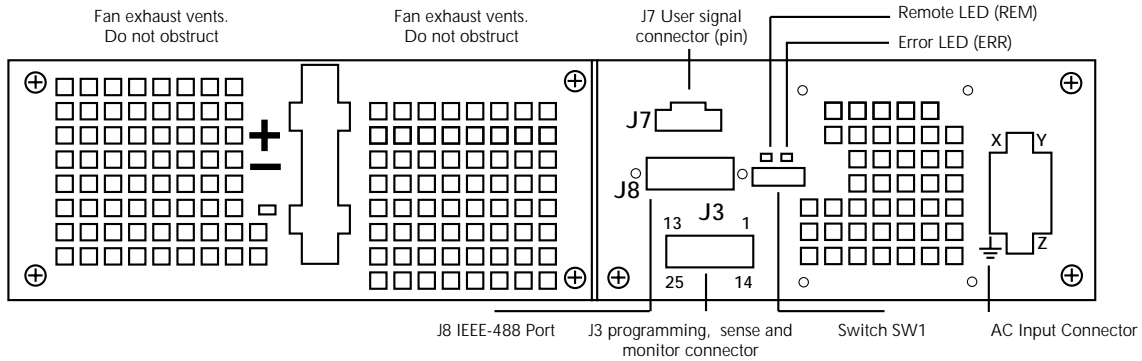 Fan exhaust vents.
Do not obstruct
Fan exhaust vents.
Do not obstruct
J7 User signal
connector (pin)
Remote LED (REM)
Error LED (ERR)
+
−
J7
J8
J3
13 1
25 14
X Y
Z
J8 IEEE-488 Port
J3 programming, sense and
monitor connector
Switch SW1
AC Input Connector